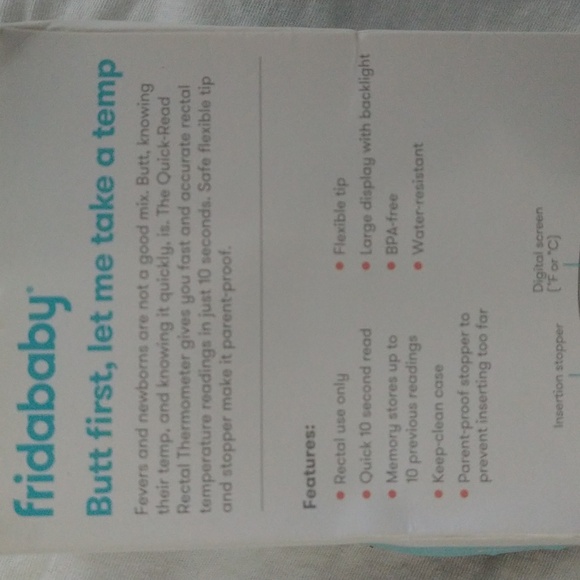 fridababy®
Butt first, let me take a temp
Fevers and newborns are not a good mix. Butt, knowing
their temp, and knowing it quickly, is. The Quick-Read
Rectal Thermometer gives you fast and accurate rectal
temperature readings in just 10 seconds. Safe flexible tip
and stopper make it parent-proof.
Features:
• Rectal use only
• Quick 10 second read
• Memory stores up to
10 previous readings
• Keep-clean case
• Parent-proof stopper to
prevent inserting too far
• Flexible tip
• Large display with backlight
• BPA-free
• Water-resistant
Insertion stopper
Digital screen
(°F or °C)